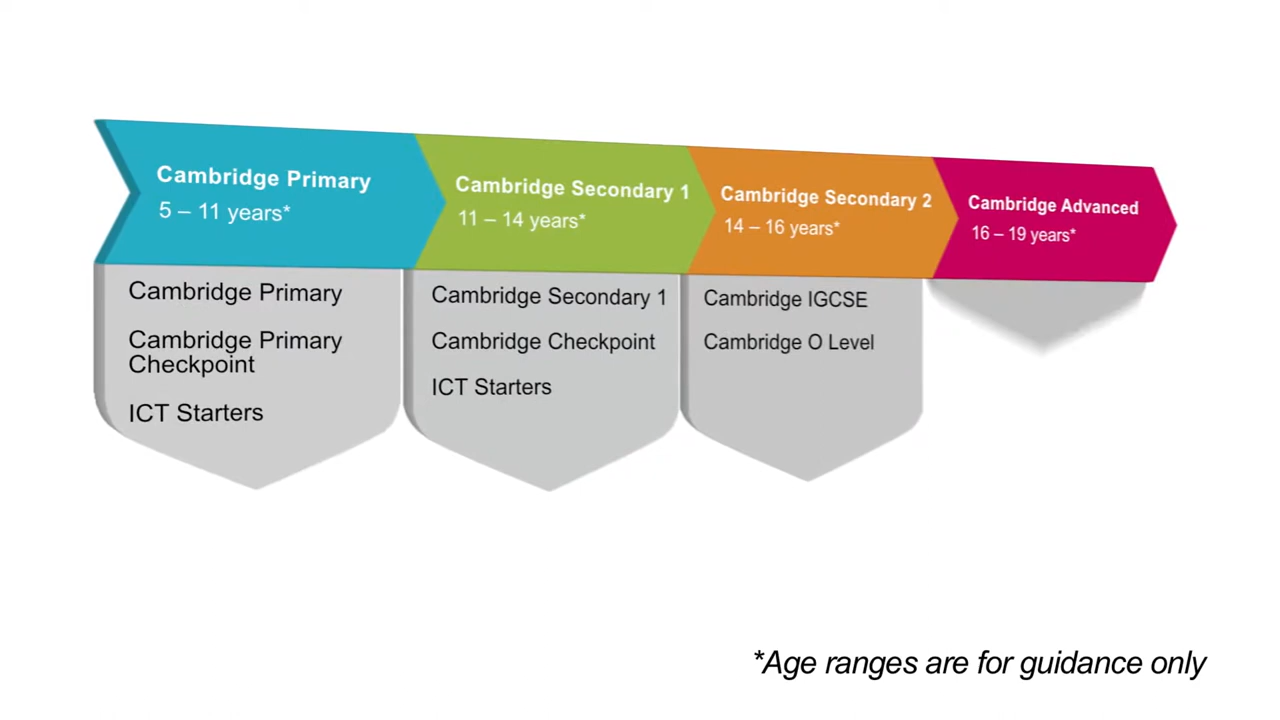 Cambridge Primary
5 – 11 years*
Cambridge Secondary 1
11 – 14 years*
Cambridge Secondary 2
14 – 16 years*
Cambridge Advanced
16 – 19 years*
Cambridge Primary
Cambridge Primary
Checkpoint
ICT Starters
Cambridge Secondary 1
Cambridge Checkpoint
ICT Starters
Cambridge IGCSE
Cambridge O Level
*Age ranges are for guidance only